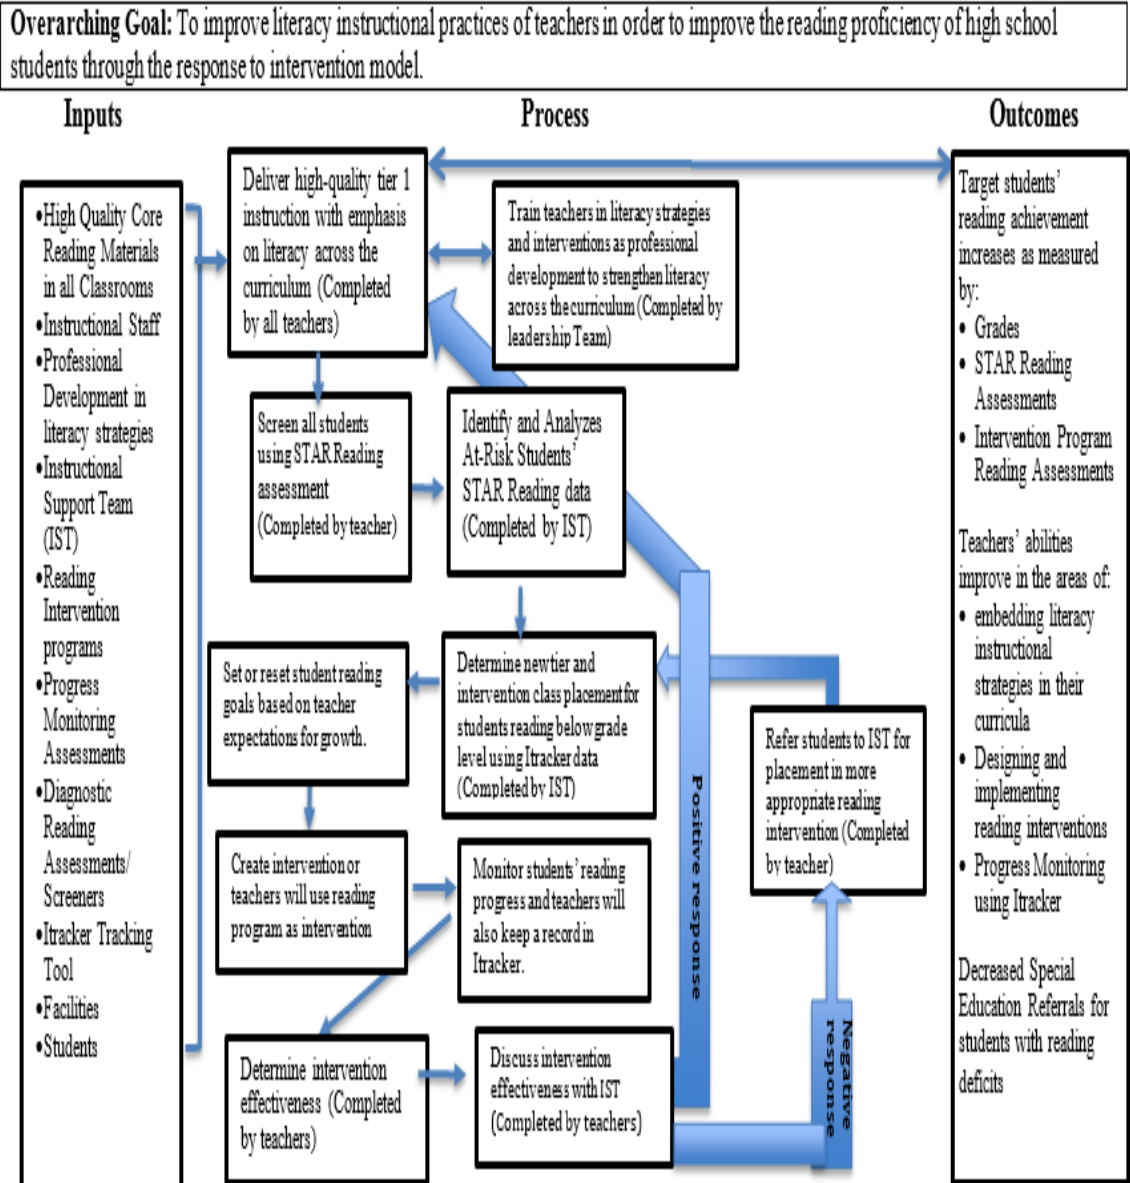 Overarching Goal: To improve literacy instructional practices of teachers in order to improve the reading proficiency of high school
students through the response to intervention model.
Inputs
Process
Outcomes
•High Quality Core
Reading Materials
in all Classrooms
•Instructional Staff
•Professional
Development in
literacy strategies
•Instructional
Support Team
(IST)
•Reading
Intervention
programs
•Progress
Monitoring
Assessments
•Diagnostic
Reading
Assessments/
Screeners
•Itracker Tracking
Tool
•Facilities
•Students
Deliver high-quality tier 1
instruction with emphasis
on literacy across the
curriculum (Completed
by all teachers)
Train teachers in literacy strategies
and interventions as professional
development to strengthen literacy
across the curriculum (Completed by
leadership Team)
Screen all students
using STAR Reading
assessment
(Completed by teacher)
Identify and Analyzes
At-Risk Students'
STAR Reading data
(Completed by IST)
Determine new tier and
intervention class placement for
students reading below grade
level using Itracker data
(Completed by IST)
Set or reset student reading
goals based on teacher
expectations for growth.
Create intervention or
teachers will use reading
program as intervention
Monitor students' reading
progress and teachers will
also keep a record in
Itracker.
Determine intervention
effectiveness (Completed
by teachers)
Discuss intervention
effectiveness with IST
(Completed by teachers)
Positive response
Negative
response
Refer students to IST for
placement in more
appropriate reading
intervention (Completed
by teacher)
Target students'
reading achievement
increases as measured
by:
• Grades
• STAR Reading
Assessments
• Intervention Program
Reading Assessments
Teachers' abilities
improve in the areas of:
• embedding literacy
instructional
strategies in their
curricula
• Designing and
implementing
reading interventions
• Progress Monitoring
using Itracker
Decreased Special
Education Referrals for
students with reading
deficits